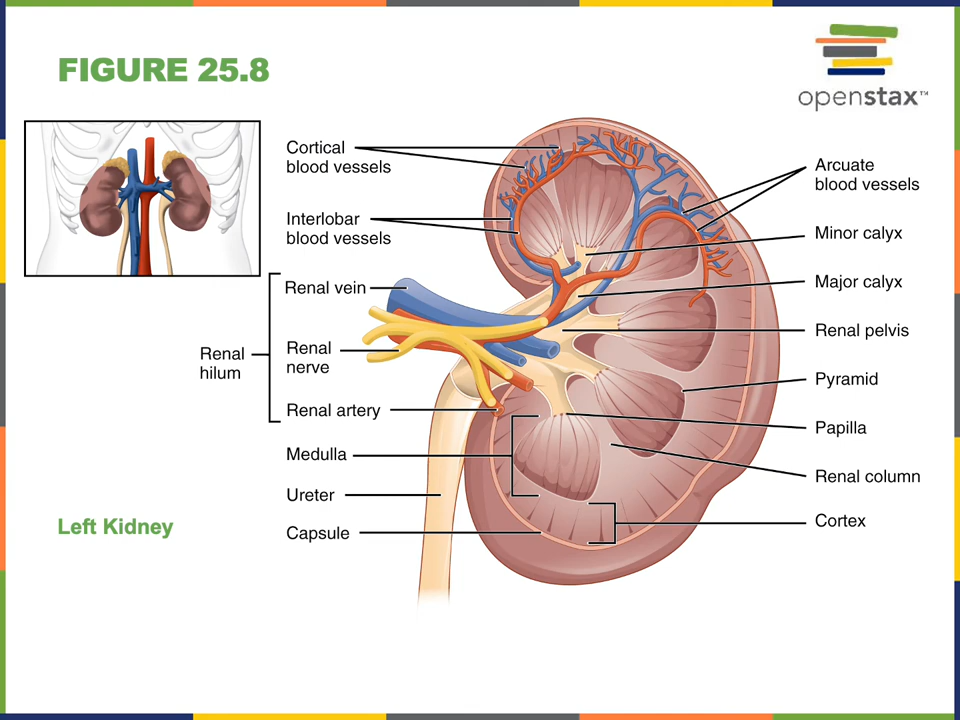 FIGURE 25.8
openstax™
Cortical
blood vessels
Interlobar
blood vessels
Renal vein
Renal
hilum
Renal
nerve
Renal artery
Medulla
Ureter
Capsule
Arcuate
blood vessels
Minor calyx
Major calyx
Renal pelvis
Pyramid
Papilla
Renal column
Cortex
Left Kidney